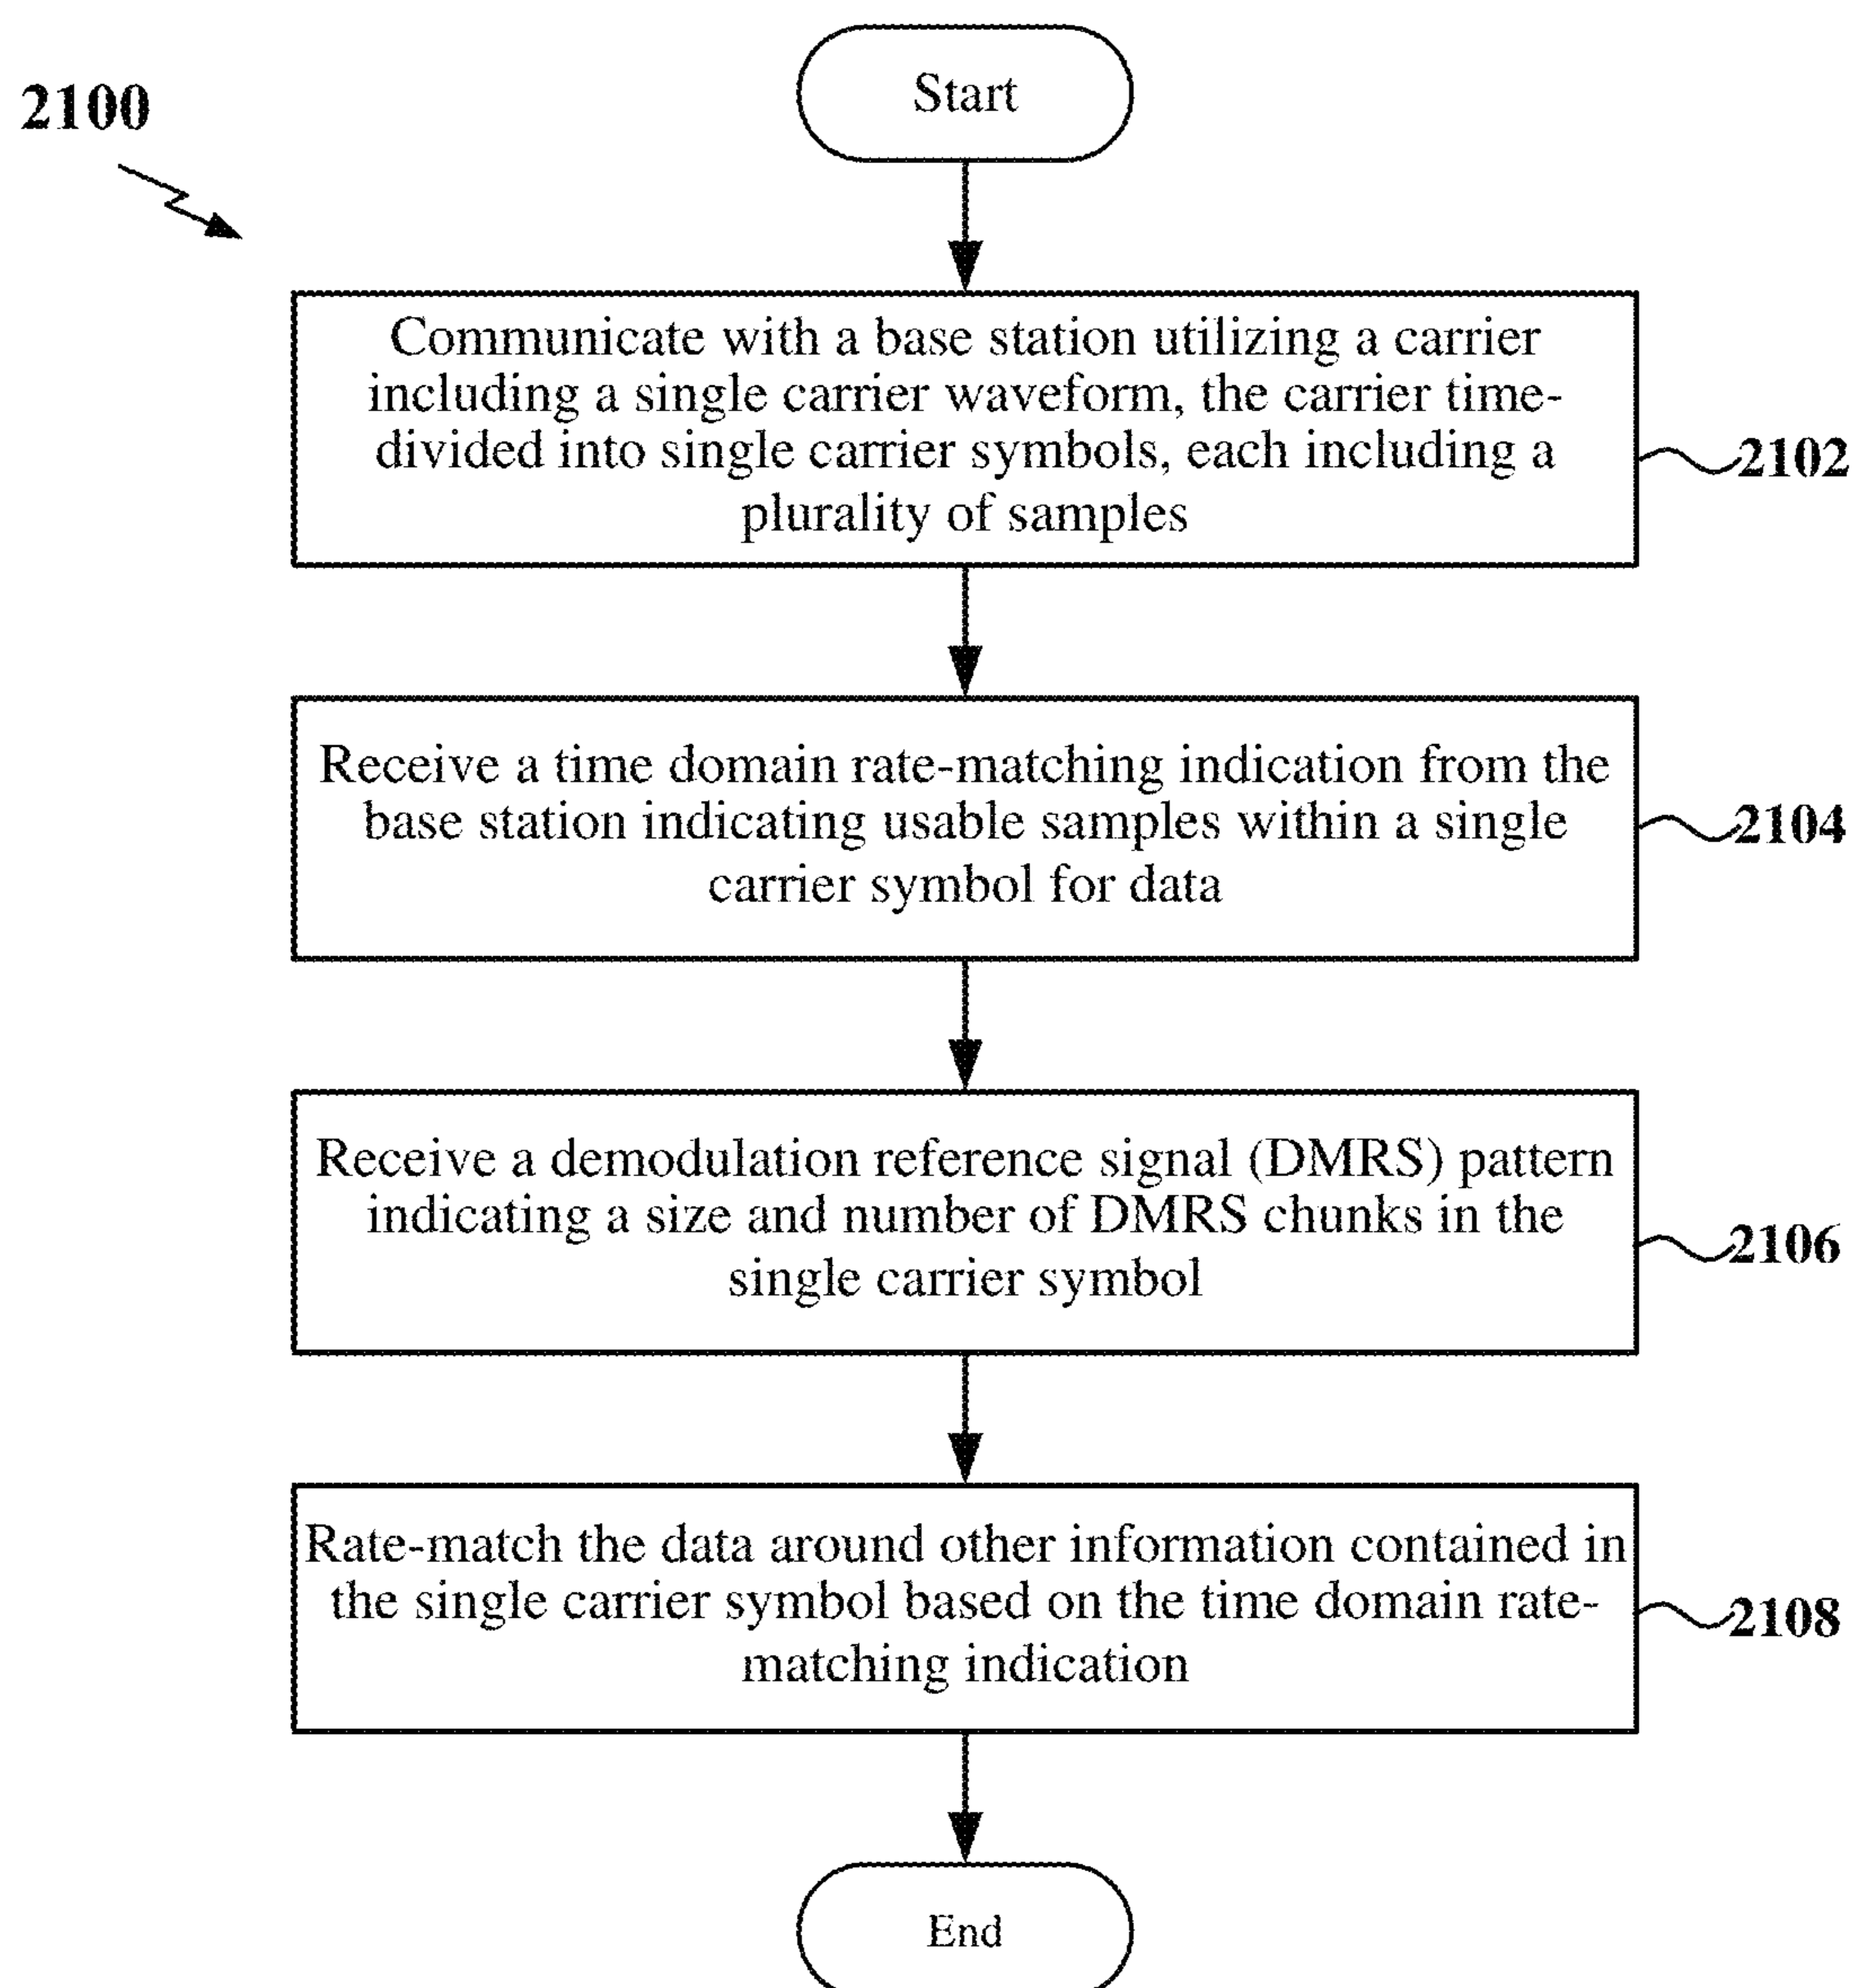 2100
Start
Communicate with a base station utilizing a carrier
including a single carrier waveform, the carrier time-
divided into single carrier symbols, each including a
plurality of samples
2102
Receive a time domain rate-matching indication from the
base station indicating usable samples within a single
carrier symbol for data
2104
Receive a demodulation reference signal (DMRS) pattern
indicating a size and number of DMRS chunks in the
single carrier symbol
2106
Rate-match the data around other information contained in
the single carrier symbol based on the time domain rate-
matching indication
2108
End